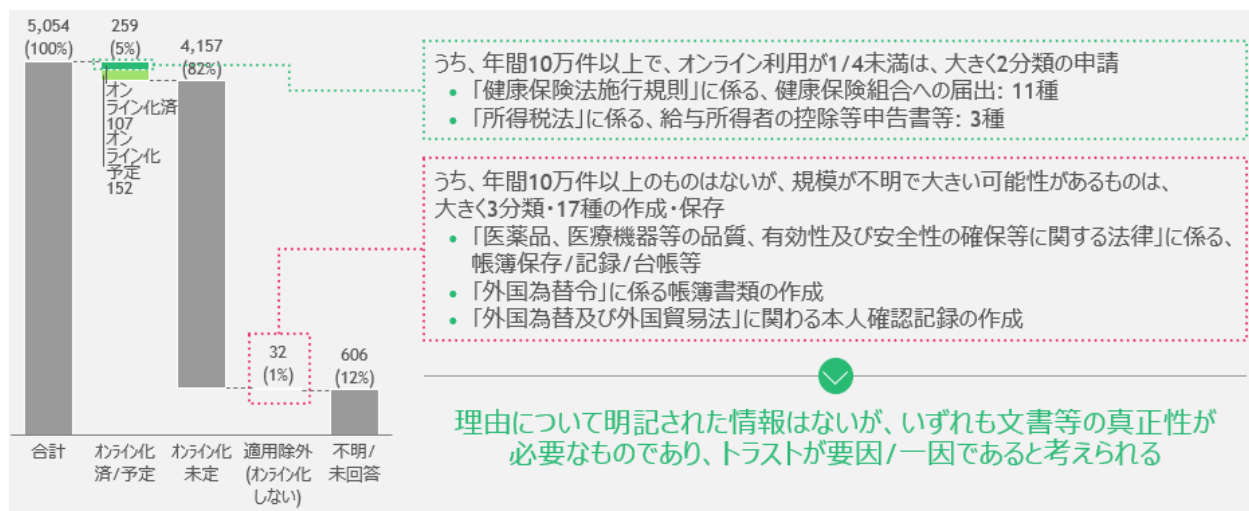 5,054
(100%)
259
(5%)
4,157
(82%)
オン
ライン化済
107
オン
ライン化
予定
152
32
(1%)
606
(12%)
合計
オンライン化
済/予定
オンライン化
未定
適用除外
(オンライン化
しない)
不明/
未回答
うち、年間10万件以上で、オンライン利用が1/4未満は、大きく2分類の申請
• 「健康保険法施行規則」に係る、健康保険組合への届出: 11種
• 「所得税法」に係る、給与所得者の控除等申告書等: 3種
うち、年間10万件以上のものはないが、規模が不明で大きい可能性があるものは、
大きく3分類・17種の作成・保存
• 「医薬品、医療機器等の品質、有効性及び安全性の確保等に関する法律」に係る、
帳簿保存/記録/台帳等
• 「外国為替令」に係る帳簿書類の作成
• 「外国為替及び外国貿易法」に関わる本人確認記録の作成
理由について明記された情報はないが、いずれも文書等の真正性が
必要なものであり、トラストが要因/一因であると考えられる